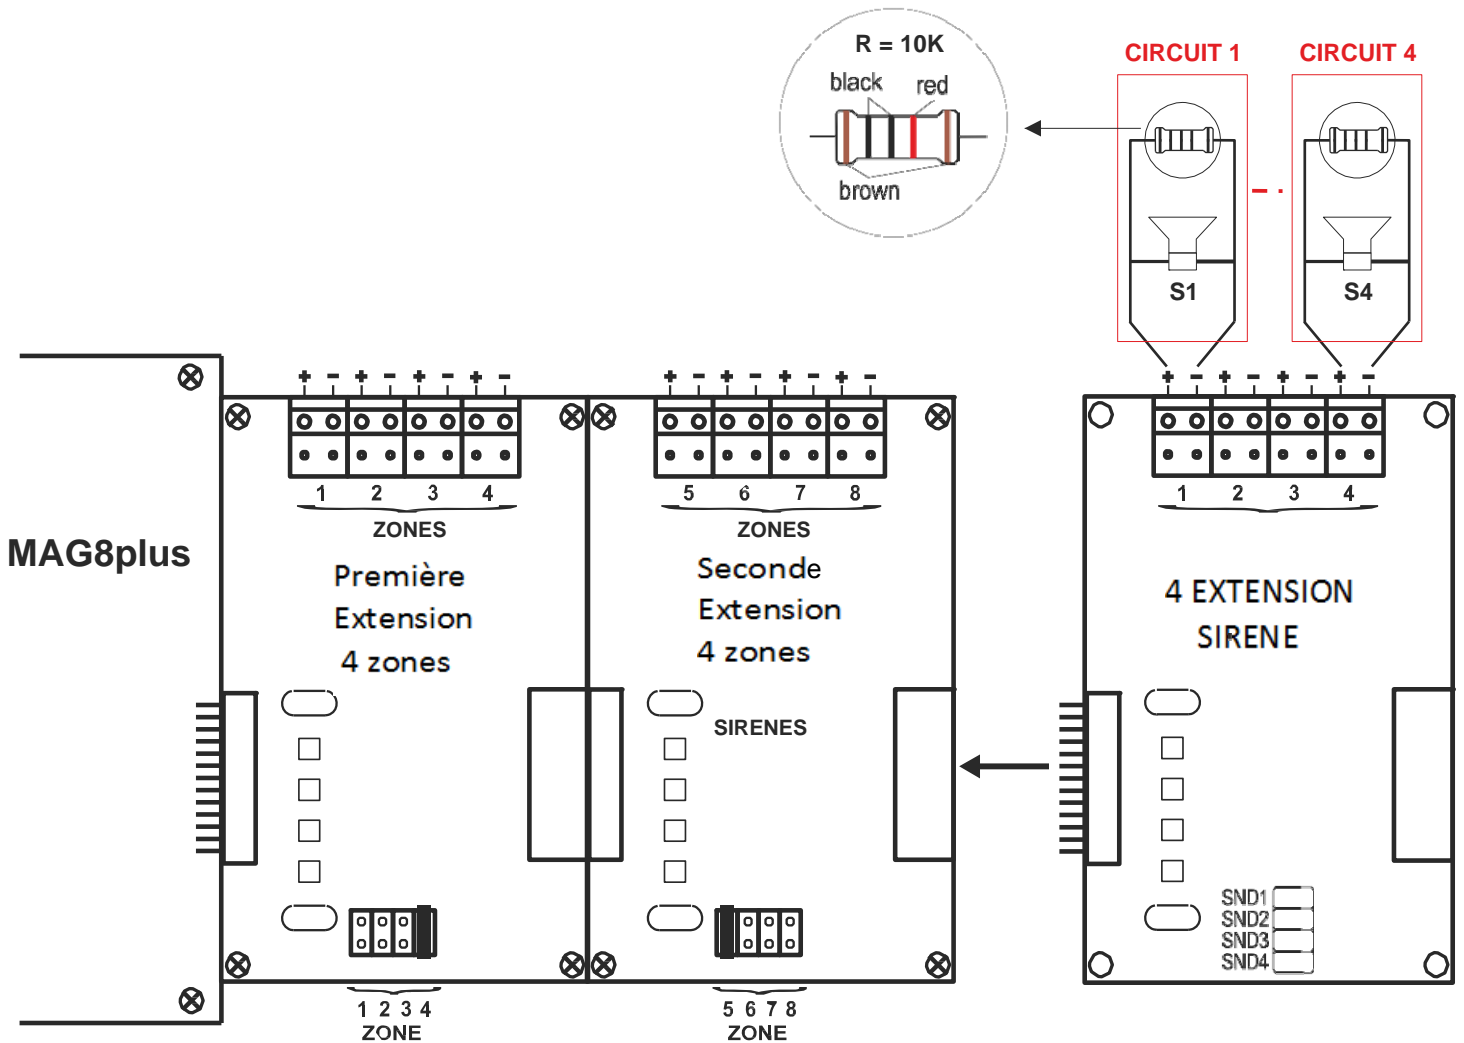 R = 10K
black
red
brown
CIRCUIT 1
CIRCUIT 4
S1
S4
+ - + - + - + -
+ - + - + - + -
+ - + - + - + -
1 2 3 4
ZONES
5 6 7 8
ZONES
1 2 3 4
MAG8plus
Première
Extension
4 zones
Seconde
Extension
4 zones
4 EXTENSION
SIRENE
SIRENES
SND1
SND2
SND3
SND4
1 2 3 4
ZONE
5 6 7 8
ZONE